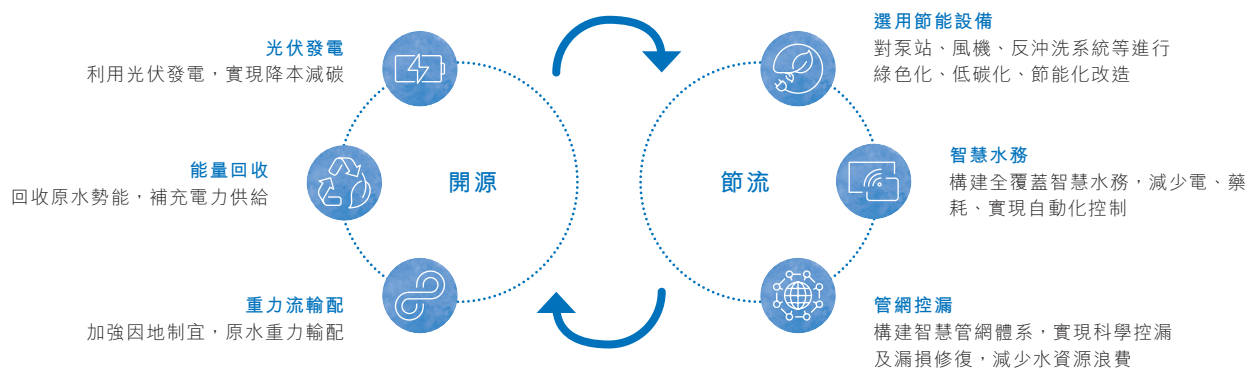 光伏發電
利用光伏發電，實現降本減碳
能量回收
回收原水勢能，補充電力供給
重力流輸配
加強因地制宜，原水重力輸配
開源
節流
選用節能設備
對泵站、風機、反沖洗系統等進行
綠色化、低碳化、節能化改造
智慧水務
構建全覆蓋智慧水務，減少電、藥
耗、實現自動化控制
管網控漏
構建智慧管網體系，實現科學控漏
及漏損修復，減少水資源浪費